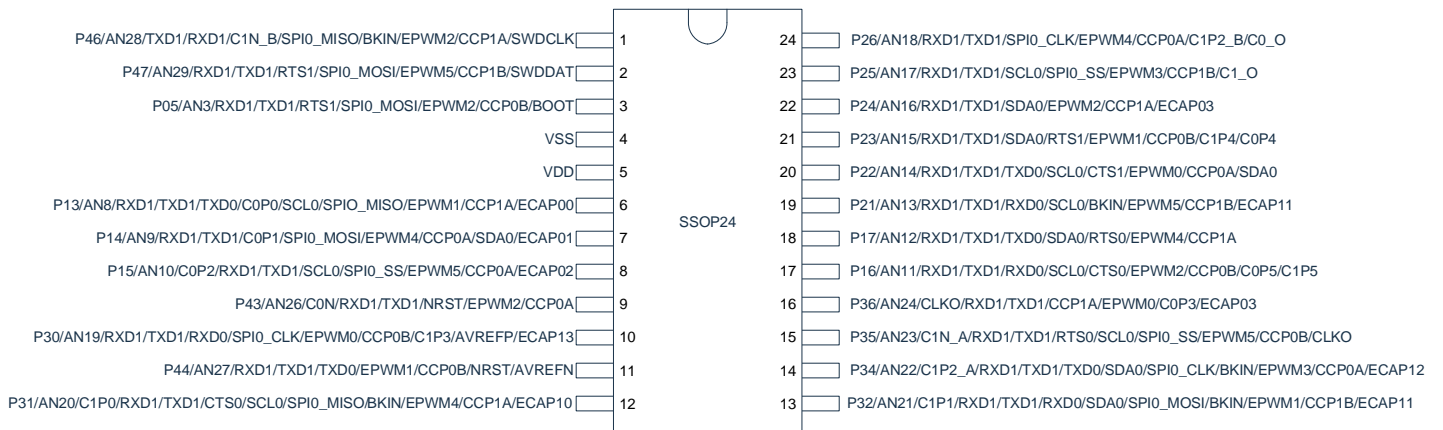 P46/AN28/TXD1/RXD1/C1N_B/SPI0_MISO/BKIN/EPWM2/CCP1A/SWDCLK 1 24 P26/AN18/RXD1/TXD1/SPI0_CLK/EPWM4/CCP0A/C1P2_B/C0_O
P47/AN29/RXD1/TXD1/RTS1/SPI0_MOSI/EPWM5/CCP1B/SWDDAT 2 23 P25/AN17/RXD1/TXD1/SCL0/SPI0_SS/EPWM3/CCP1B/C1_O
P05/AN3/RXD1/TXD1/RTS1/SPI0_MOSI/EPWM2/CCP0B/BOOT 3 22 P24/AN16/RXD1/TXD1/SDA0/EPWM2/CCP1A/ECAP03
VSS 4 21 P23/AN15/RXD1/TXD1/SDA0/RTS1/EPWM1/CCP0B/C1P4/C0P4
VDD 5 20 P22/AN14/RXD1/TXD1/TXD0/SCL0/CTS1/EPWM0/CCP0A/SDA0
P13/AN8/RXD1/TXD1/TXD0/C0P0/SCL0/SPIO_MISO/EPWM1/CCP1A/ECAP00 6 19 P21/AN13/RXD1/TXD1/RXD0/SCL0/BKIN/EPWM5/CCP1B/ECAP11
SSOP24
P14/AN9/RXD1/TXD1/C0P1/SPI0_MOSI/EPWM4/CCP0A/SDA0/ECAP01 7 18 P17/AN12/RXD1/TXD1/TXD0/SDA0/RTS0/EPWM4/CCP1A
P15/AN10/C0P2/RXD1/TXD1/SCL0/SPI0_SS/EPWM5/CCP0A/ECAP02 8 17 P16/AN11/RXD1/TXD1/RXD0/SCL0/CTS0/EPWM2/CCP0B/C0P5/C1P5
P43/AN26/C0N/RXD1/TXD1/NRST/EPWM2/CCP0A 9 16 P36/AN24/CLKO/RXD1/TXD1/CCP1A/EPWM0/C0P3/ECAP03
P30/AN19/RXD1/TXD1/RXD0/SPI0_CLK/EPWM0/CCP0B/C1P3/AVREFP/ECAP13 10 15 P35/AN23/C1N_A/RXD1/TXD1/RTS0/SCL0/SPI0_SS/EPWM5/CCP0B/CLKO
P44/AN27/RXD1/TXD1/TXD0/EPWM1/CCP0B/NRST/AVREFN 11 14 P34/AN22/C1P2_A/RXD1/TXD1/TXD0/SDA0/SPI0_CLK/BKIN/EPWM3/CCP0A/ECAP12
P31/AN20/C1P0/RXD1/TXD1/CTS0/SCL0/SPI0_MISO/BKIN/EPWM4/CCP1A/ECAP10 12 13 P32/AN21/C1P1/RXD1/TXD1/RXD0/SDA0/SPI0_MOSI/BKIN/EPWM1/CCP1B/ECAP11